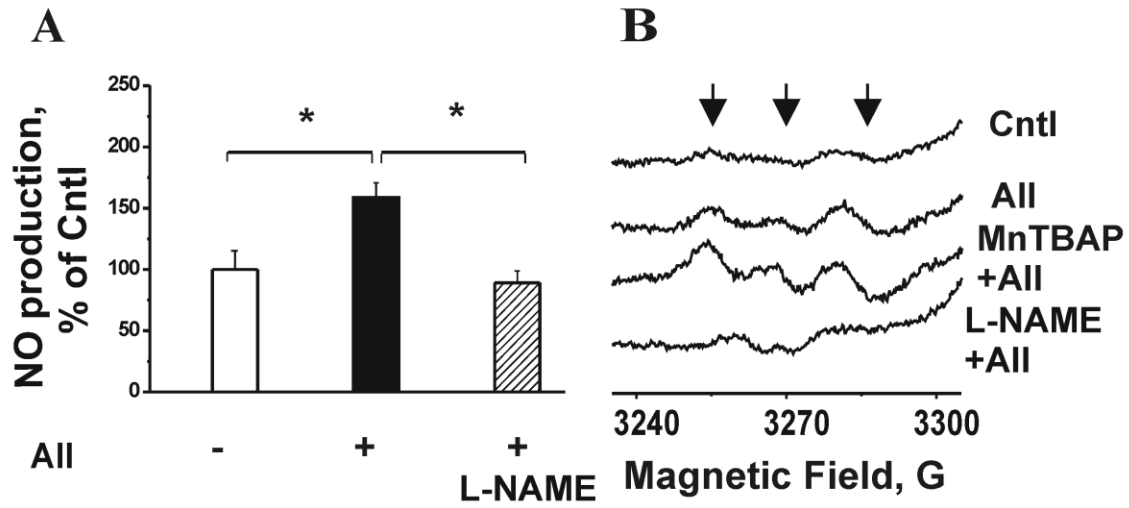 A
NO production,
% of Cntl
250
200
150
100
50
0
*
*
AII
-
+
+
L-NAME
B
Cntl
AII
MnTBAP
+AII
L-NAME
+AII
3240
3270
3300
Magnetic Field, G